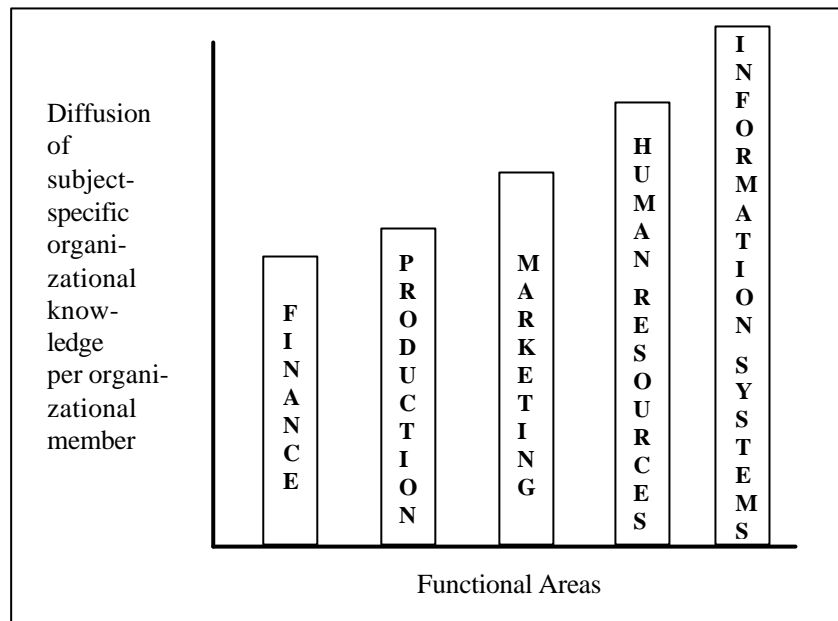 Diffusion
of
subject-
specific
organi-
zational
know-
ledge
per organi-
zational
member
FINANCE
PRODUCTION
MARKETING
HUMAN RESOURCES
INFORMATION SYSTEMS
Functional Areas